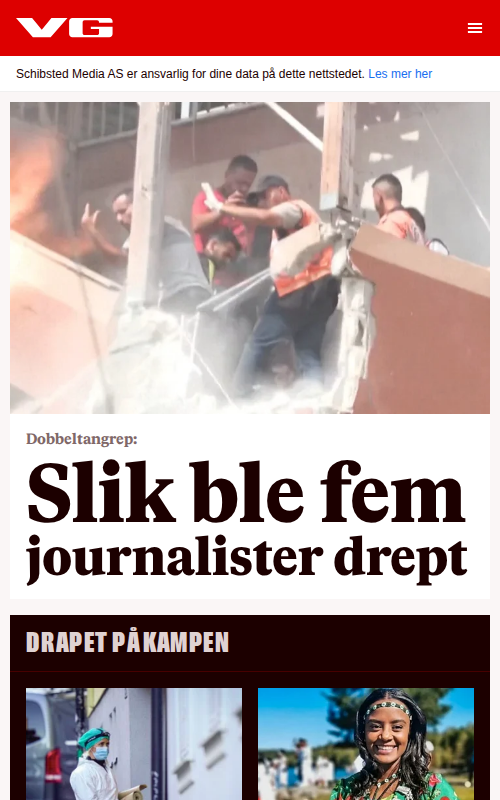 VG
Schibsted Media AS er ansvarlig for dine data på dette nettstedet. Les mer her
Dobbeltangrep:
Slik ble fem
journalister drept
DRAPET PÅ KAMPEN